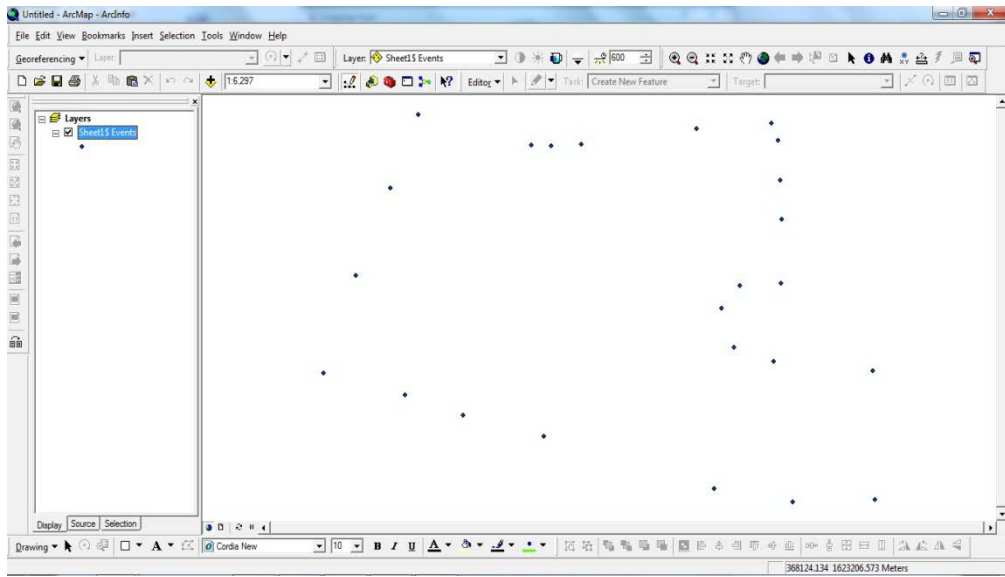 Untitled - ArcMap - ArcInfo
File Edit View Bookmarks Insert Selection Tools Window Help
Georeferencing Layer: Layer: Sheet1$ Events 600
1:6,297 Editor Task: Create New Feature Target:
Layers
Sheet1$ Events
Display Source Selection
Drawing A Cordia New 10 B I U A
368124.134 1623206.573 Meters